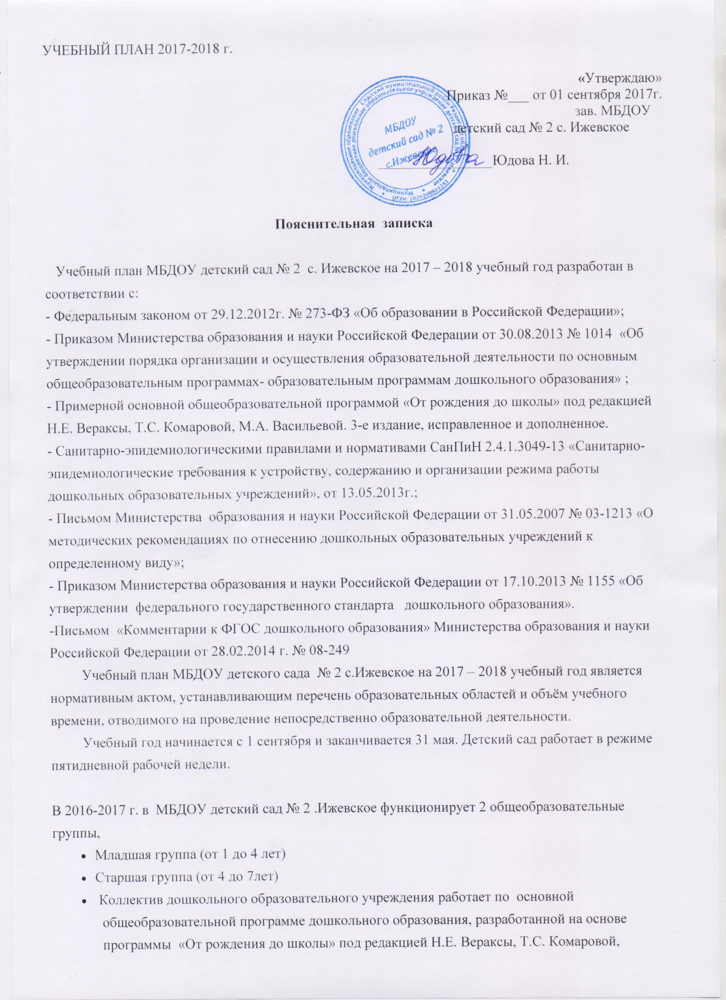 УЧЕБНЫЙ ПЛАН 2017-2018 г.
«Утверждаю»
Приказ №___ от 01 сентября 2017г.
зав. МБДОУ
детский сад № 2 с. Ижевское
Юдова
________________Юдова Н. И.
Муниципальное образование Спасский муниципальный район Рязанской области
ОГРН 1026200801241
Муниципальное бюджетное дошкольное образовательное учреждение детский сад № 2 с. Ижевское
МБДОУ
детский сад № 2
с.Ижевское
Пояснительная записка
Учебный план МБДОУ детский сад № 2 с. Ижевское на 2017 – 2018 учебный год разработан в
соответствии с:
- Федеральным законом от 29.12.2012г. № 273-ФЗ «Об образовании в Российской Федерации»;
- Приказом Министерства образования и науки Российской Федерации от 30.08.2013 № 1014 «Об
утверждении порядка организации и осуществления образовательной деятельности по основным
общеобразовательным программах- образовательным программам дошкольного образования» ;
- Примерной основной общеобразовательной программой «От рождения до школы» под редакцией
Н.Е. Вераксы, Т.С. Комаровой, М.А. Васильевой. 3-е издание, исправленное и дополненное.
- Санитарно-эпидемиологическими правилами и нормативами СанПиН 2.4.1.3049-13 «Санитарно-
эпидемиологические требования к устройству, содержанию и организации режима работы
дошкольных образовательных учреждений», от 13.05.2013г.;
- Письмом Министерства образования и науки Российской Федерации от 31.05.2007 № 03-1213 «О
методических рекомендациях по отнесению дошкольных образовательных учреждений к
определенному виду»;
- Приказом Министерства образования и науки Российской Федерации от 17.10.2013 № 1155 «Об
утверждении федерального государственного стандарта дошкольного образования».
-Письмом «Комментарии к ФГОС дошкольного образования» Министерства образования и науки
Российской Федерации от 28.02.2014 г. № 08-249
Учебный план МБДОУ детского сада № 2 с.Ижевское на 2017 – 2018 учебный год является
нормативным актом, устанавливающим перечень образовательных областей и объём учебного
времени, отводимого на проведение непосредственно образовательной деятельности.
Учебный год начинается с 1 сентября и заканчивается 31 мая. Детский сад работает в режиме
пятидневной рабочей недели.
В 2016-2017 г. в МБДОУ детский сад № 2 .Ижевское функционирует 2 общеобразовательные
группы,
• Младшая группа (от 1 до 4 лет)
• Старшая группа (от 4 до 7лет)
• Коллектив дошкольного образовательного учреждения работает по основной
общеобразовательной программе дошкольного образования, разработанной на основе
программы «От рождения до школы» под редакцией Н.Е. Вераксы, Т.С. Комаровой,